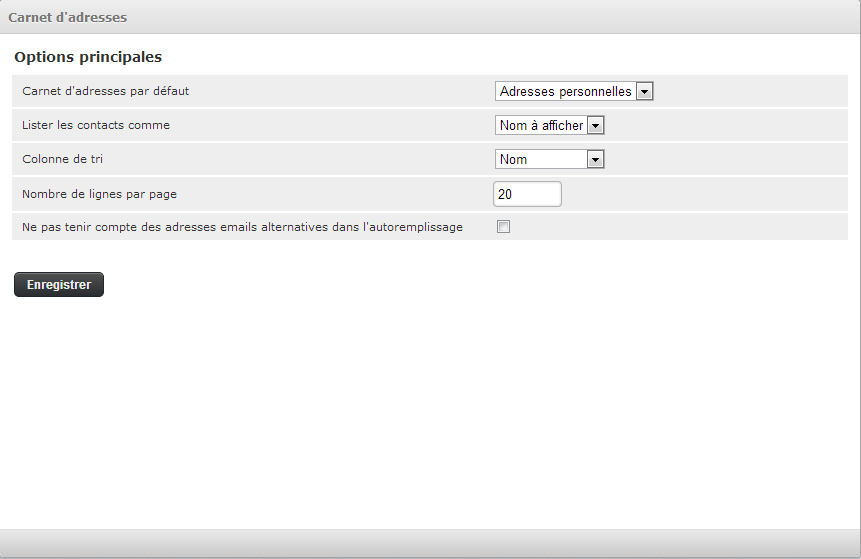 Carnet d'adresses
Options principales
Carnet d'adresses par défaut Adresses personnelles
Lister les contacts comme Nom à afficher
Colonne de tri Nom
Nombre de lignes par page 20
Ne pas tenir compte des adresses emails alternatives dans l'autoremplissage
Enregistrer